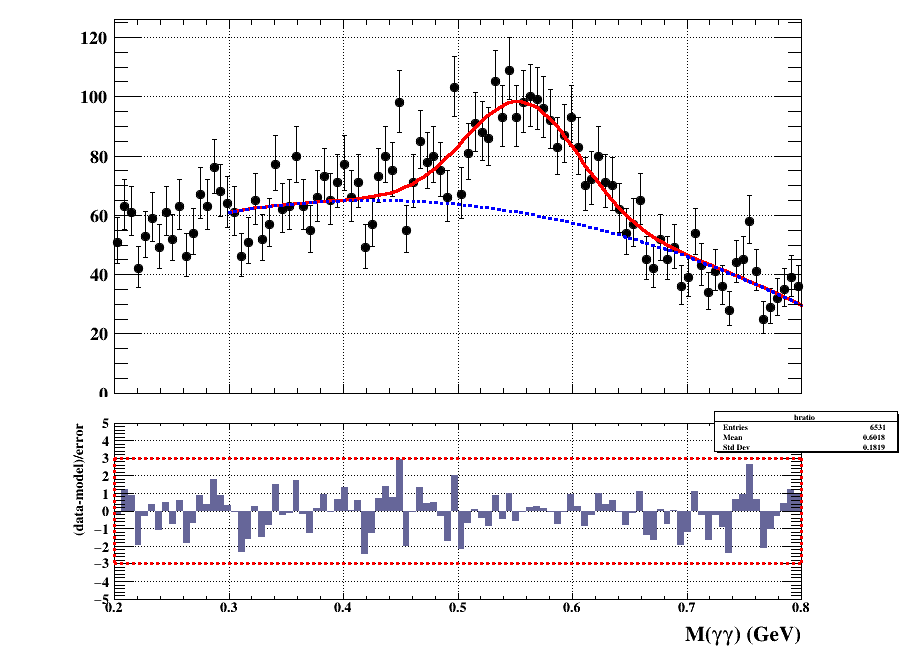 120
100
80
60
40
20
0
hratio
Entries 6531
Mean 0.6018
Std Dev 0.1819
(data-model)/error
5
4
3
2
1
0
−1
−2
−3
−4
−5
0.2 0.3 0.4 0.5 0.6 0.7 0.8
M(γγ) (GeV)